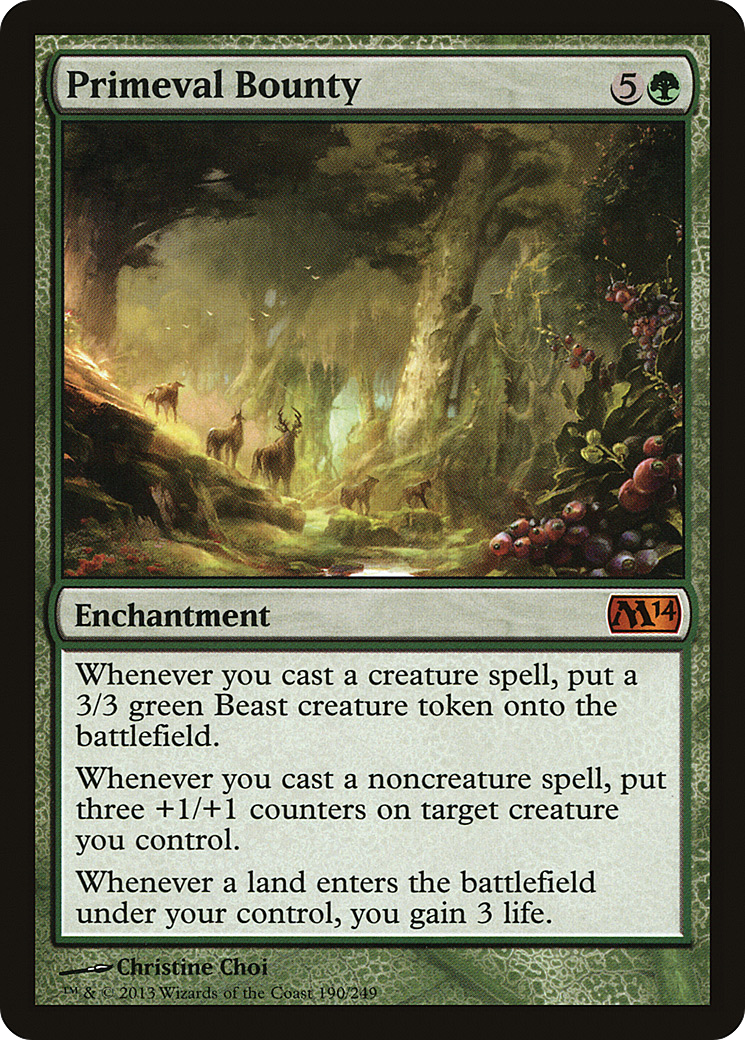 Primeval Bounty 5
Enchantment M14
Whenever you cast a creature spell, put a
3/3 green Beast creature token onto the
battlefield.
Whenever you cast a noncreature spell, put
three +1/+1 counters on target creature
you control.
Whenever a land enters the battlefield
under your control, you gain 3 life.
Christine Choi
™ & © 2013 Wizards of the Coast 190/249